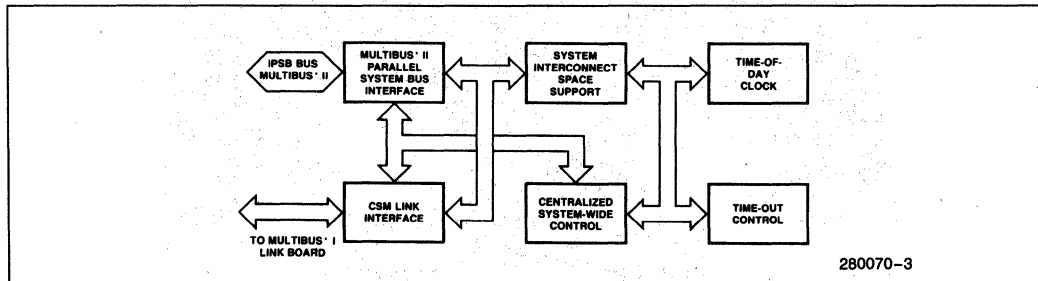 iPSB BUS
MULTIBUS* II
MULTIBUS* II
PARALLEL
SYSTEM BUS
INTERFACE
SYSTEM
INTERCONNECT
SPACE
SUPPORT
TIME-OF-
DAY
CLOCK
CSM LINK
INTERFACE
CENTRALIZED
SYSTEM-WIDE
CONTROL
TIME-OUT
CONTROL
TO MULTIBUS* I
LINK BOARD
280070-3